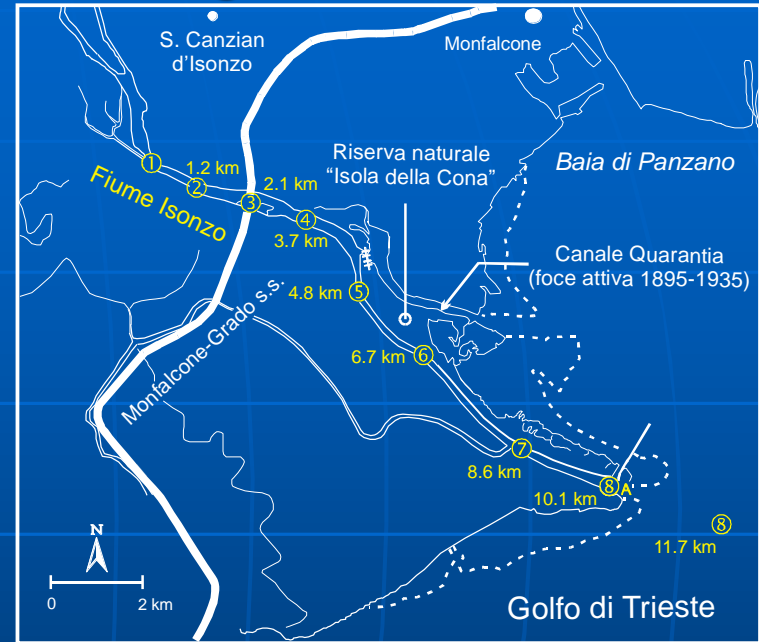 S. Canzian
d'Isonzo
Monfalcone
Riserva naturale
“Isola della Cona”
Baia di Panzano
① 1.2 km
Fiume Isonzo
②
③ 2.1 km
④
3.7 km
Canale Quarantia
(foce attiva 1895-1935)
4.8 km ⑤
Monfalcone-Grado s.s.
6.7 km ⑥
⑦
8.6 km
⑧ A
10.1 km
⑧
11.7 km
N
0 2 km
Golfo di Trieste